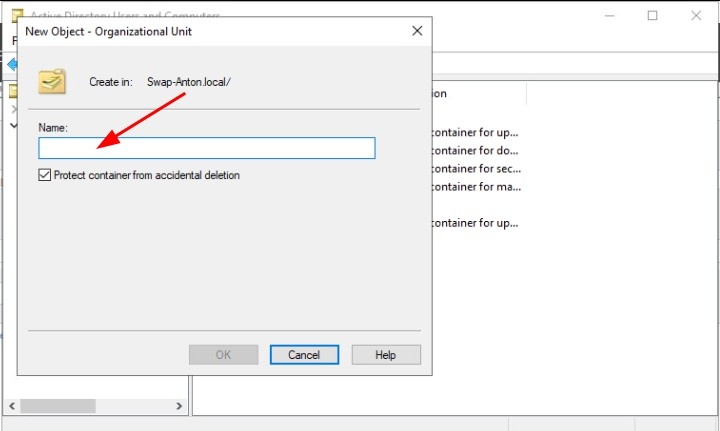 Active Directory Users and Computers
New Object - Organizational Unit
Create in: Swap-Anton.local/
Name:
Protect container from accidental deletion
OK
Cancel
Help
ion
container for up...
container for do...
container for sec...
container for ma...
container for up...